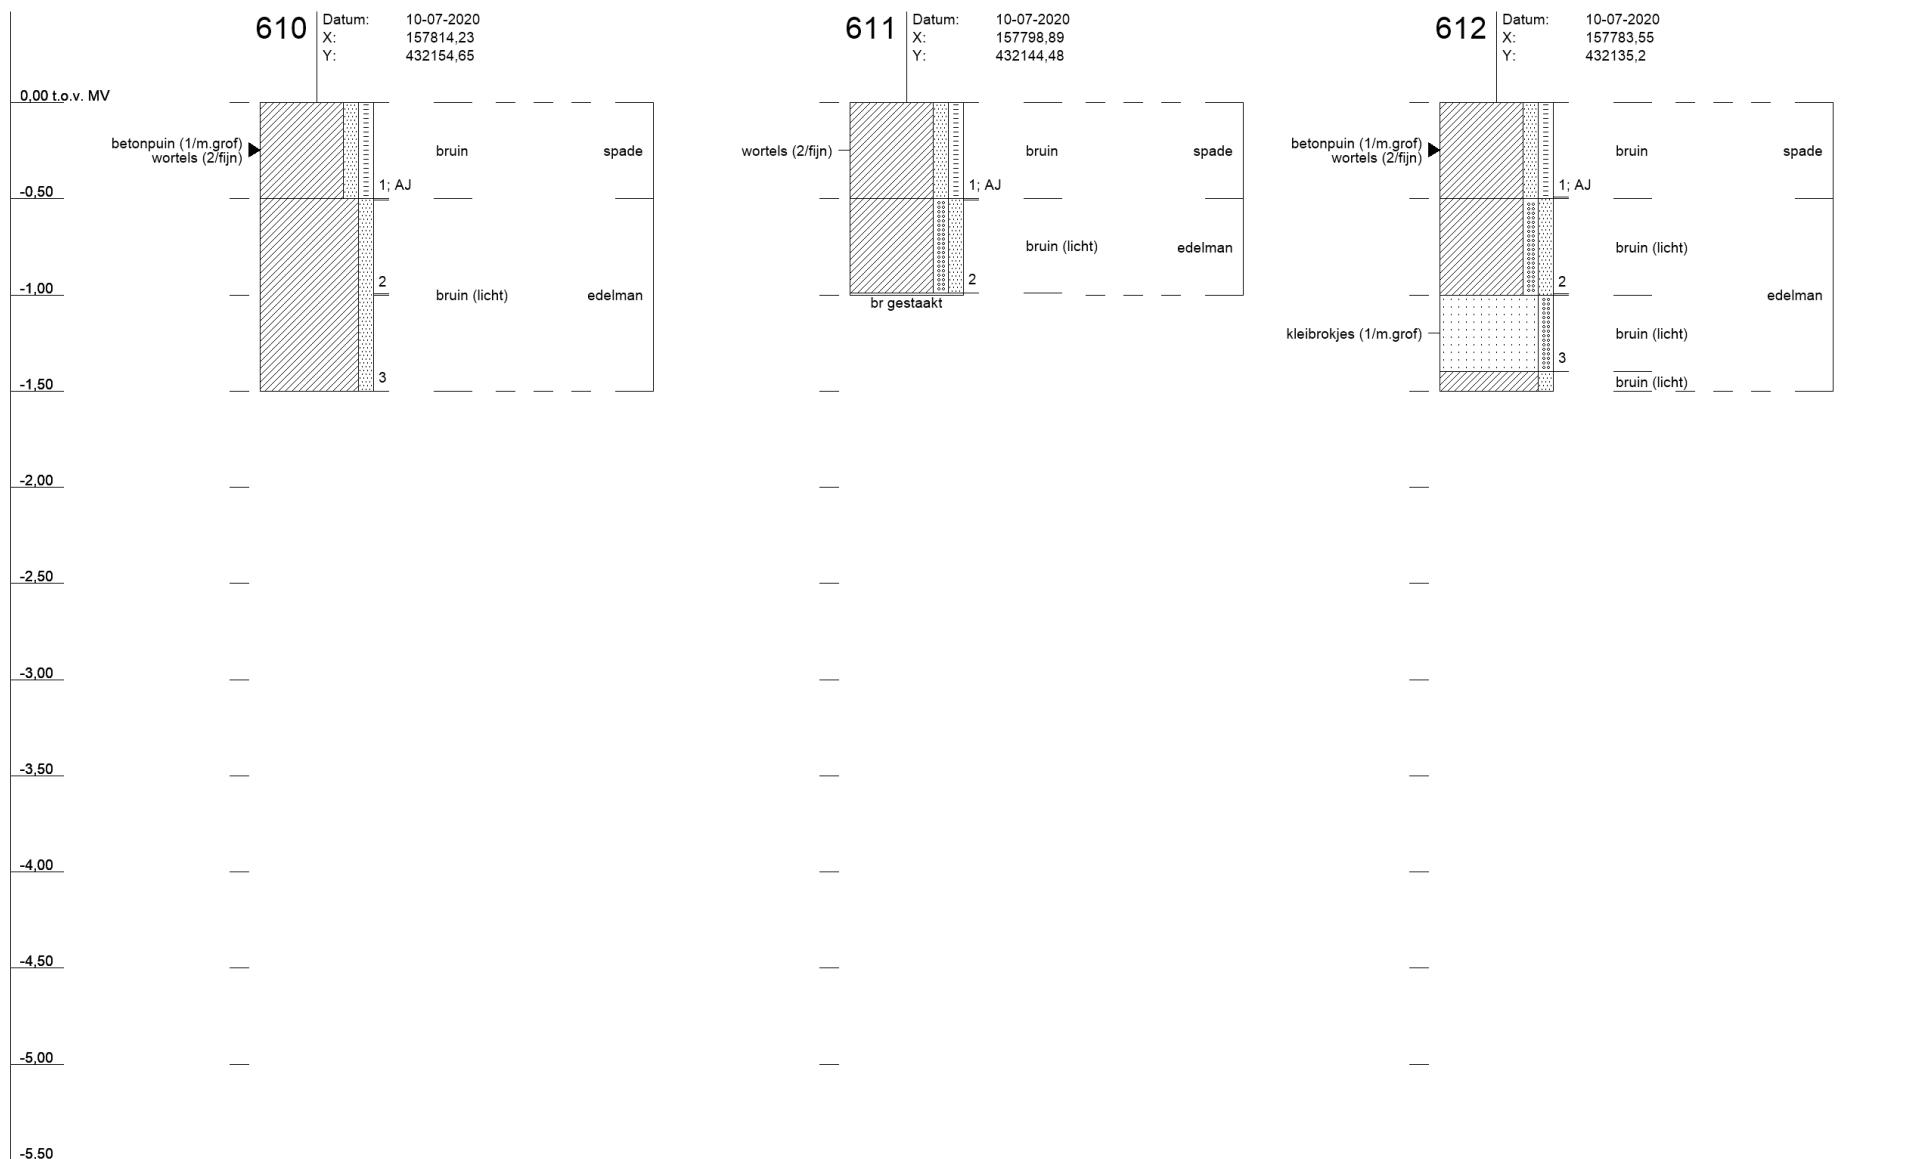 610
Datum: 10-07-2020
X: 157814,23
Y: 432154,65
611
Datum: 10-07-2020
X: 157798,89
Y: 432144,48
612
Datum: 10-07-2020
X: 157783,55
Y: 432135,2
0,00 t.o.v. MV
-0,50
-1,00
-1,50
-2,00
-2,50
-3,00
-3,50
-4,00
-4,50
-5,00
-5,50
betonpuin (1/m.grof)
wortels (2/fijn)
bruin
spade
1; AJ
2
bruin (licht)
edelman
3
wortels (2/fijn)
bruin
spade
1; AJ
bruin (licht)
edelman
2
br gestaakt
betonpuin (1/m.grof)
wortels (2/fijn)
bruin
spade
1; AJ
bruin (licht)
2
edelman
kleibrokjes (1/m.grof)
bruin (licht)
3
bruin (licht)